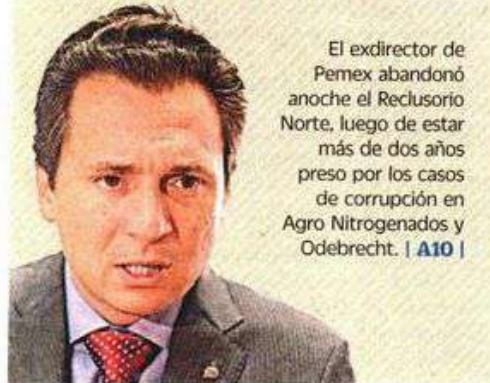 El exdirector de
Pemex abandonó
anoche el Reclusorio
Norte, luego de estar
más de dos años
preso por los casos
de corrupción en
Agro Nitrogenados y
Odebrecht. | A10 |